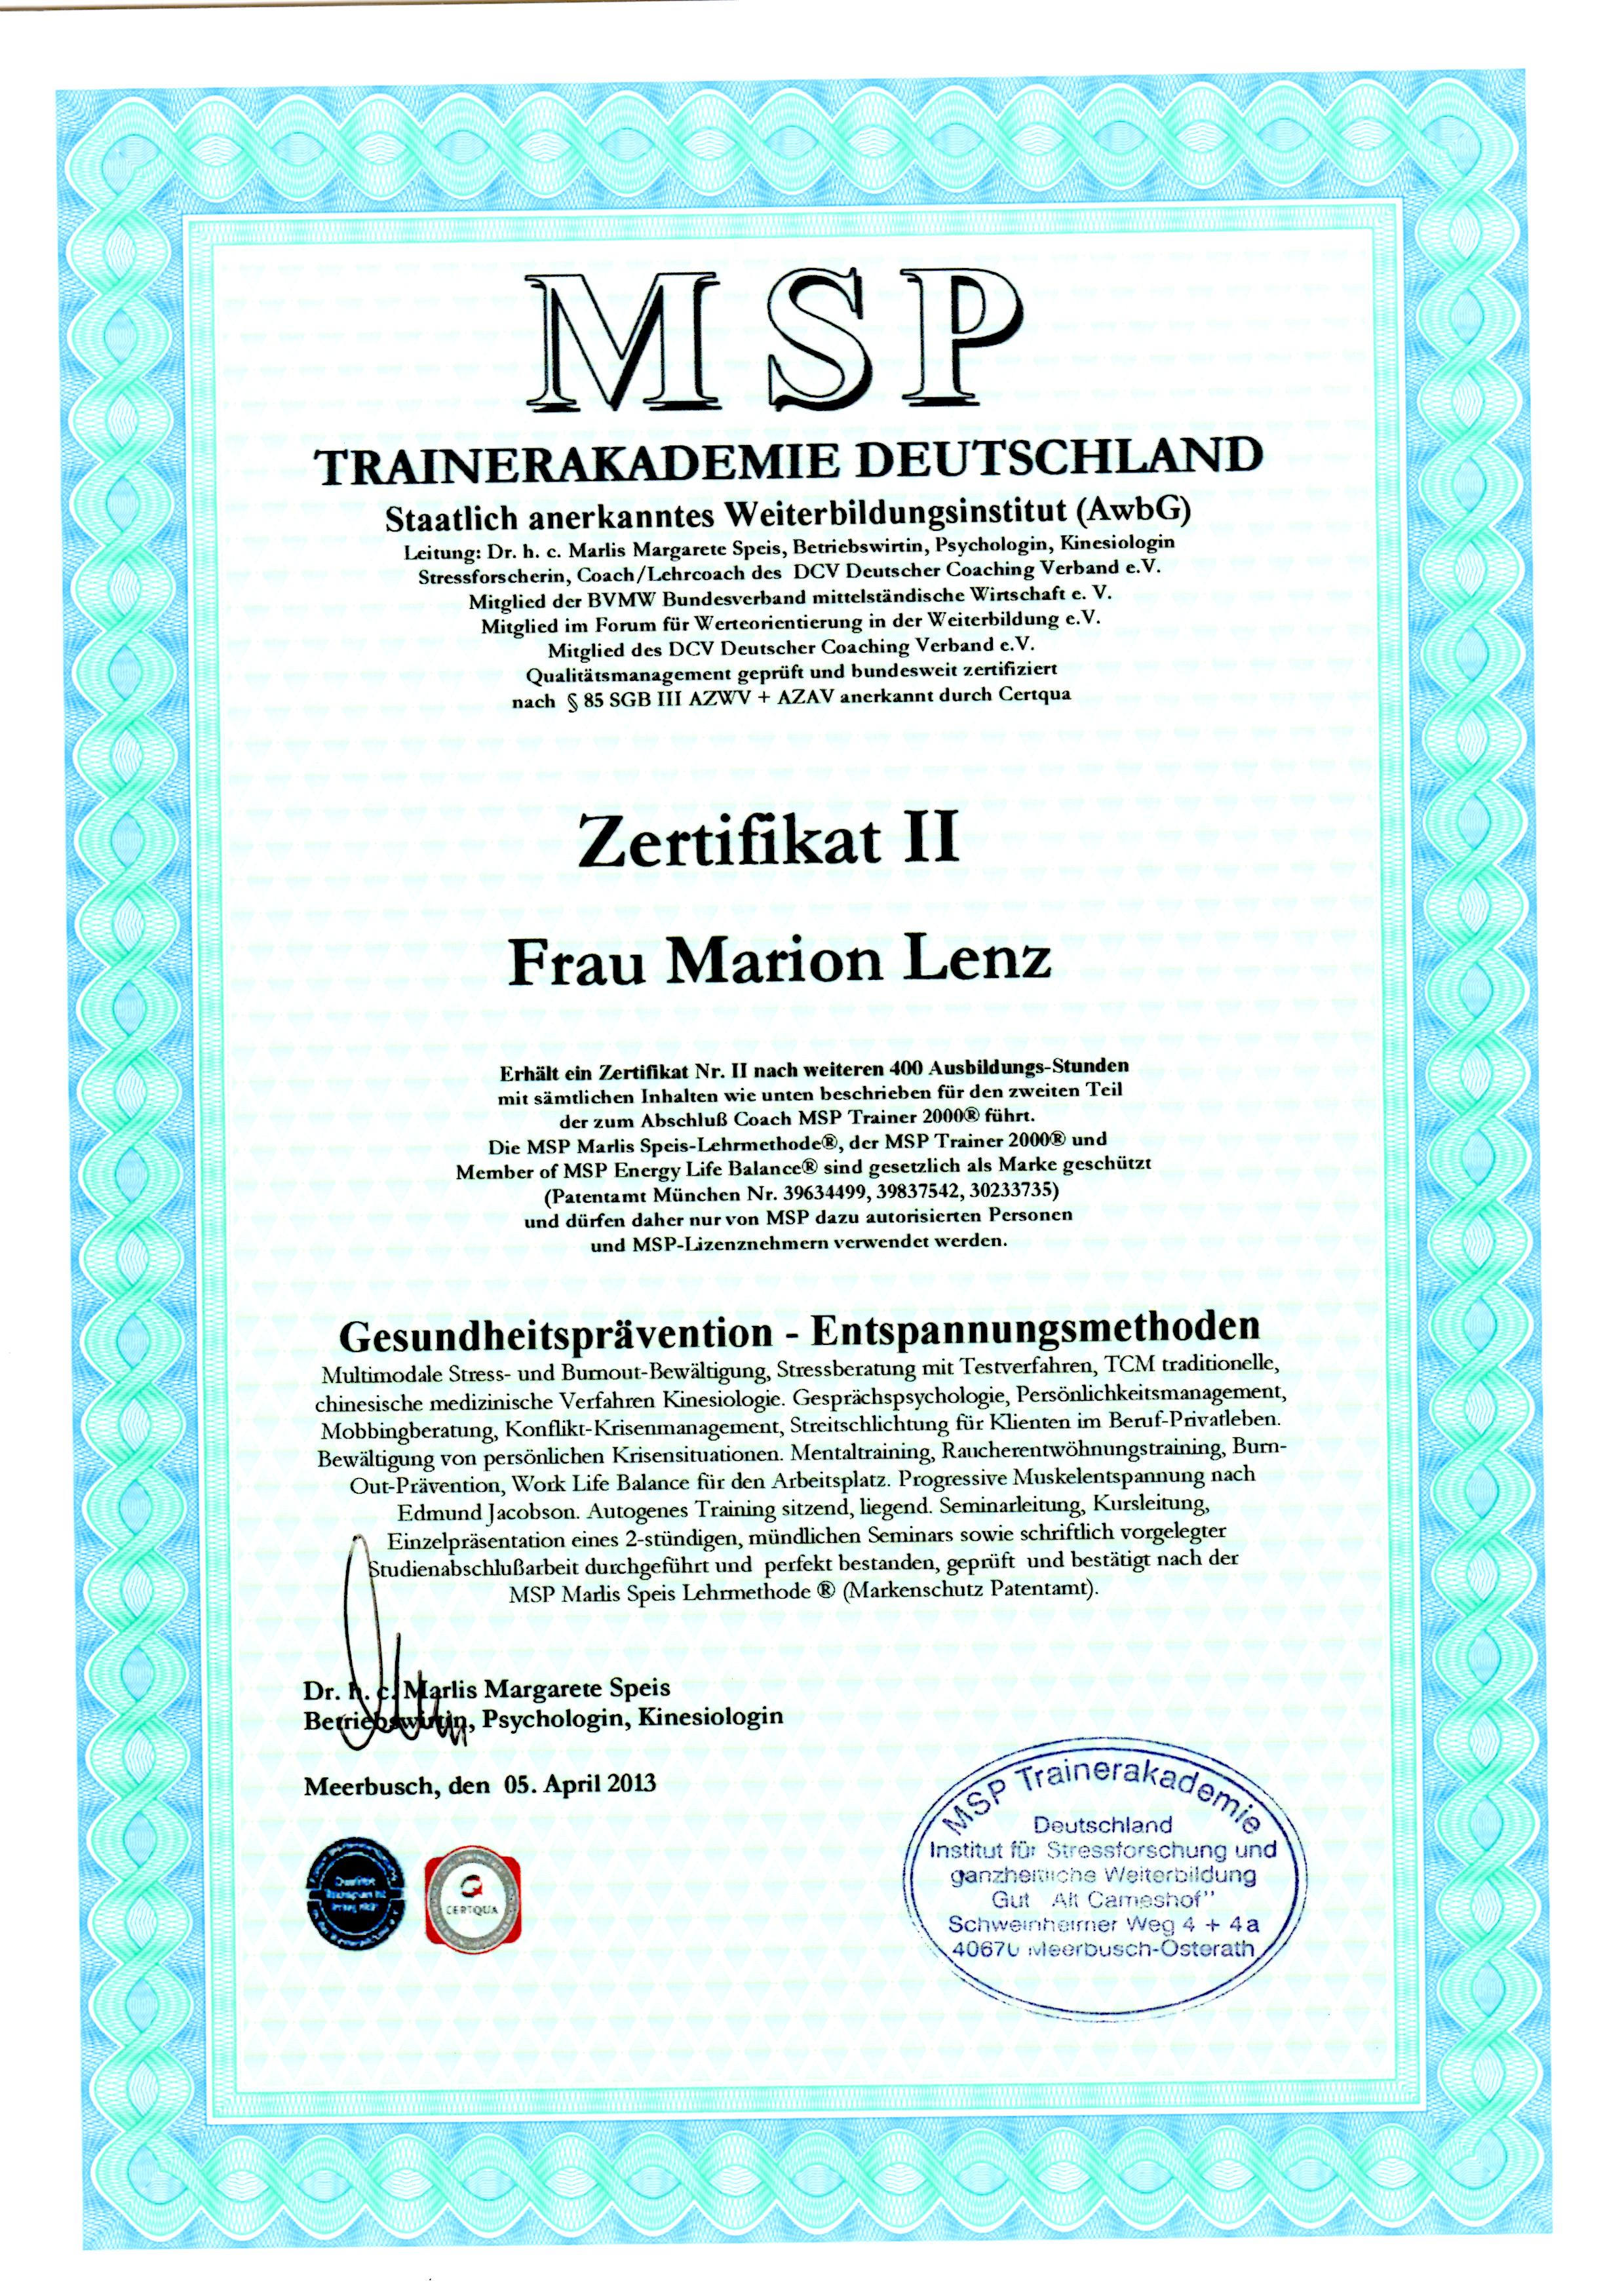 MSP
TRAINERAKADEMIE DEUTSCHLAND
Staatlich anerkanntes Weiterbildungsinstitut (AwbG)
Leitung: Dr. h. c. Marlis Margarete Speis, Betriebswirtin, Psychologin, Kinesiologin
Stressforscherin, Coach/Lehrcoach des DCV Deutscher Coaching Verband e.V.
Mitglied der BVMW Bundesverband mittelständische Wirtschaft e. V.
Mitglied im Forum für Werteorientierung in der Weiterbildung e.V.
Mitglied des DCV Deutscher Coaching Verband e.V.
Qualitätsmanagement geprüft und bundesweit zertifiziert
nach § 85 SGB III AZWV + AZAV anerkannt durch Certqua
Zertifikat II
Frau Marion Lenz
Erhält ein Zertifikat Nr. II nach weiteren 400 Ausbildungs-Stunden
mit sämtlichen Inhalten wie unten beschrieben für den zweiten Teil
der zum Abschluß Coach MSP Trainer 2000® führt.
Die MSP Marlis Speis-Lehrmethode®, der MSP Trainer 2000® und
Member of MSP Energy Life Balance® sind gesetzlich als Marke geschützt
(Patentamt München Nr. 39634499, 39837542, 30233735)
und dürfen daher nur von MSP dazu autorisierten Personen
und MSP-Lizenznehmern verwendet werden.
Gesundheitsprävention - Entspannungsmethoden
Multimodale Stress- und Burnout-Bewältigung, Stressberatung mit Testverfahren, TCM traditionelle,
chinesische medizinische Verfahren Kinesiologie. Gesprächspsychologie, Persönlichkeitsmanagement,
Mobbingberatung, Konflikt-Krisenmanagement, Streitschlichtung für Klienten im Beruf-Privatleben.
Bewältigung von persönlichen Krisensituationen. Mentaltraining, Raucherentwöhnungstraining, Burn-
Out-Prävention, Work Life Balance für den Arbeitsplatz. Progressive Muskelentspannung nach
Edmund Jacobson. Autogenes Training sitzend, liegend. Seminarleitung, Kursleitung,
Einzelpräsentation eines 2-stündigen, mündlichen Seminars sowie schriftlich vorgelegter
Studienabschlußarbeit durchgeführt und perfekt bestanden, geprüft und bestätigt nach der
MSP Marlis Speis Lehrmethode ® (Markenschutz Patentamt).
Dr. h. c. Marlis Margarete Speis
Betriebswirtin, Psychologin, Kinesiologin
Meerbusch, den 05. April 2013
CERTQUA
MSP Trainerakademie
Deutschland
Institut für Stressforschung und
ganzheitliche Weiterbildung
Gut Alt Cameshof"
Schweinheimer Weg 4 + 4a
40670 Meerbusch-Osterath